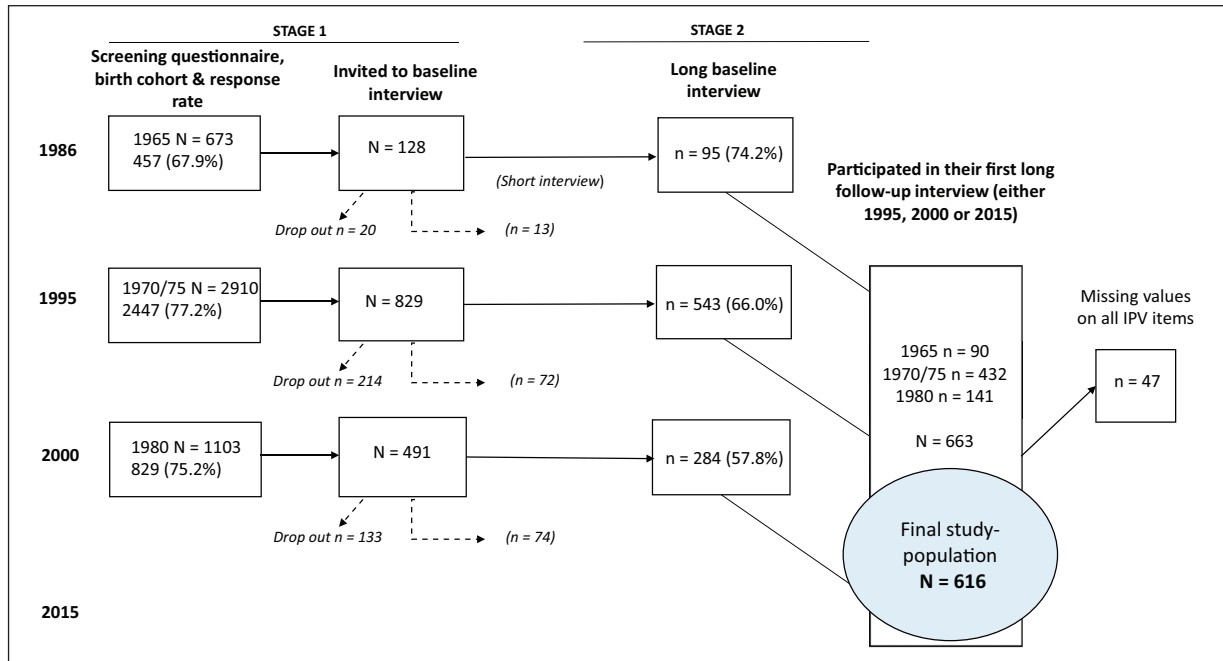 STAGE 1
STAGE 2
Screening questionnaire,
birth cohort & response
rate
Invited to baseline
interview
Long baseline
interview
1986
1965 N = 673
457 (67.9%)
N = 128
(Short interview)
n = 95 (74.2%)
Drop out n = 20
(n = 13)
Participated in their first long
follow-up interview (either
1995, 2000 or 2015)
1995
1970/75 N = 2910
2447 (77.2%)
N = 829
n = 543 (66.0%)
Drop out n = 214
(n = 72)
1965 n = 90
1970/75 n = 432
1980 n = 141
N = 663
Missing values
on all IPV items
n = 47
2000
1980 N = 1103
829 (75.2%)
N = 491
n = 284 (57.8%)
Drop out n = 133
(n = 74)
Final study-
population
N = 616
2015